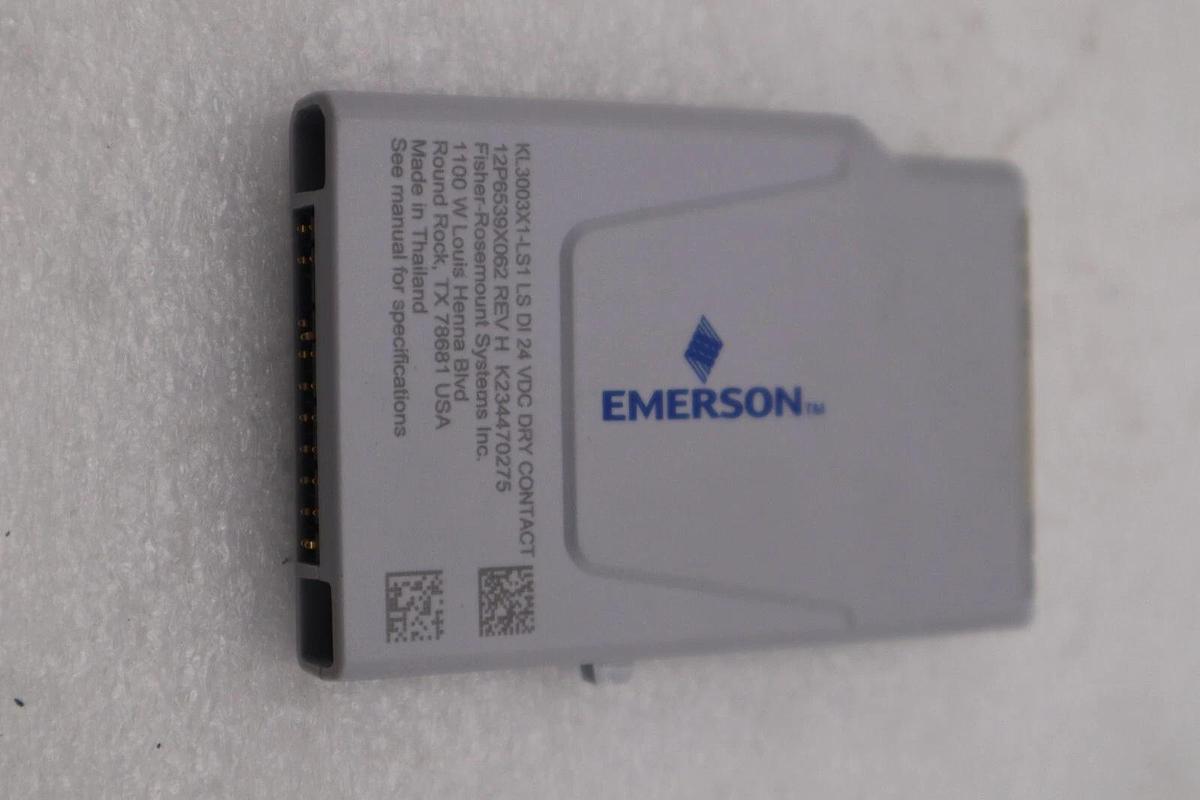 KL3003X1-LS1 LS DI 24 VDC DRY CONTACT
12P6539X062 REV H K234470275
Fisher-Rosemount Systems Inc.
1100 W Louis Henna Blvd
Round Rock, TX 78681 USA
Made in Thailand
See manual for specifications
EMERSON™